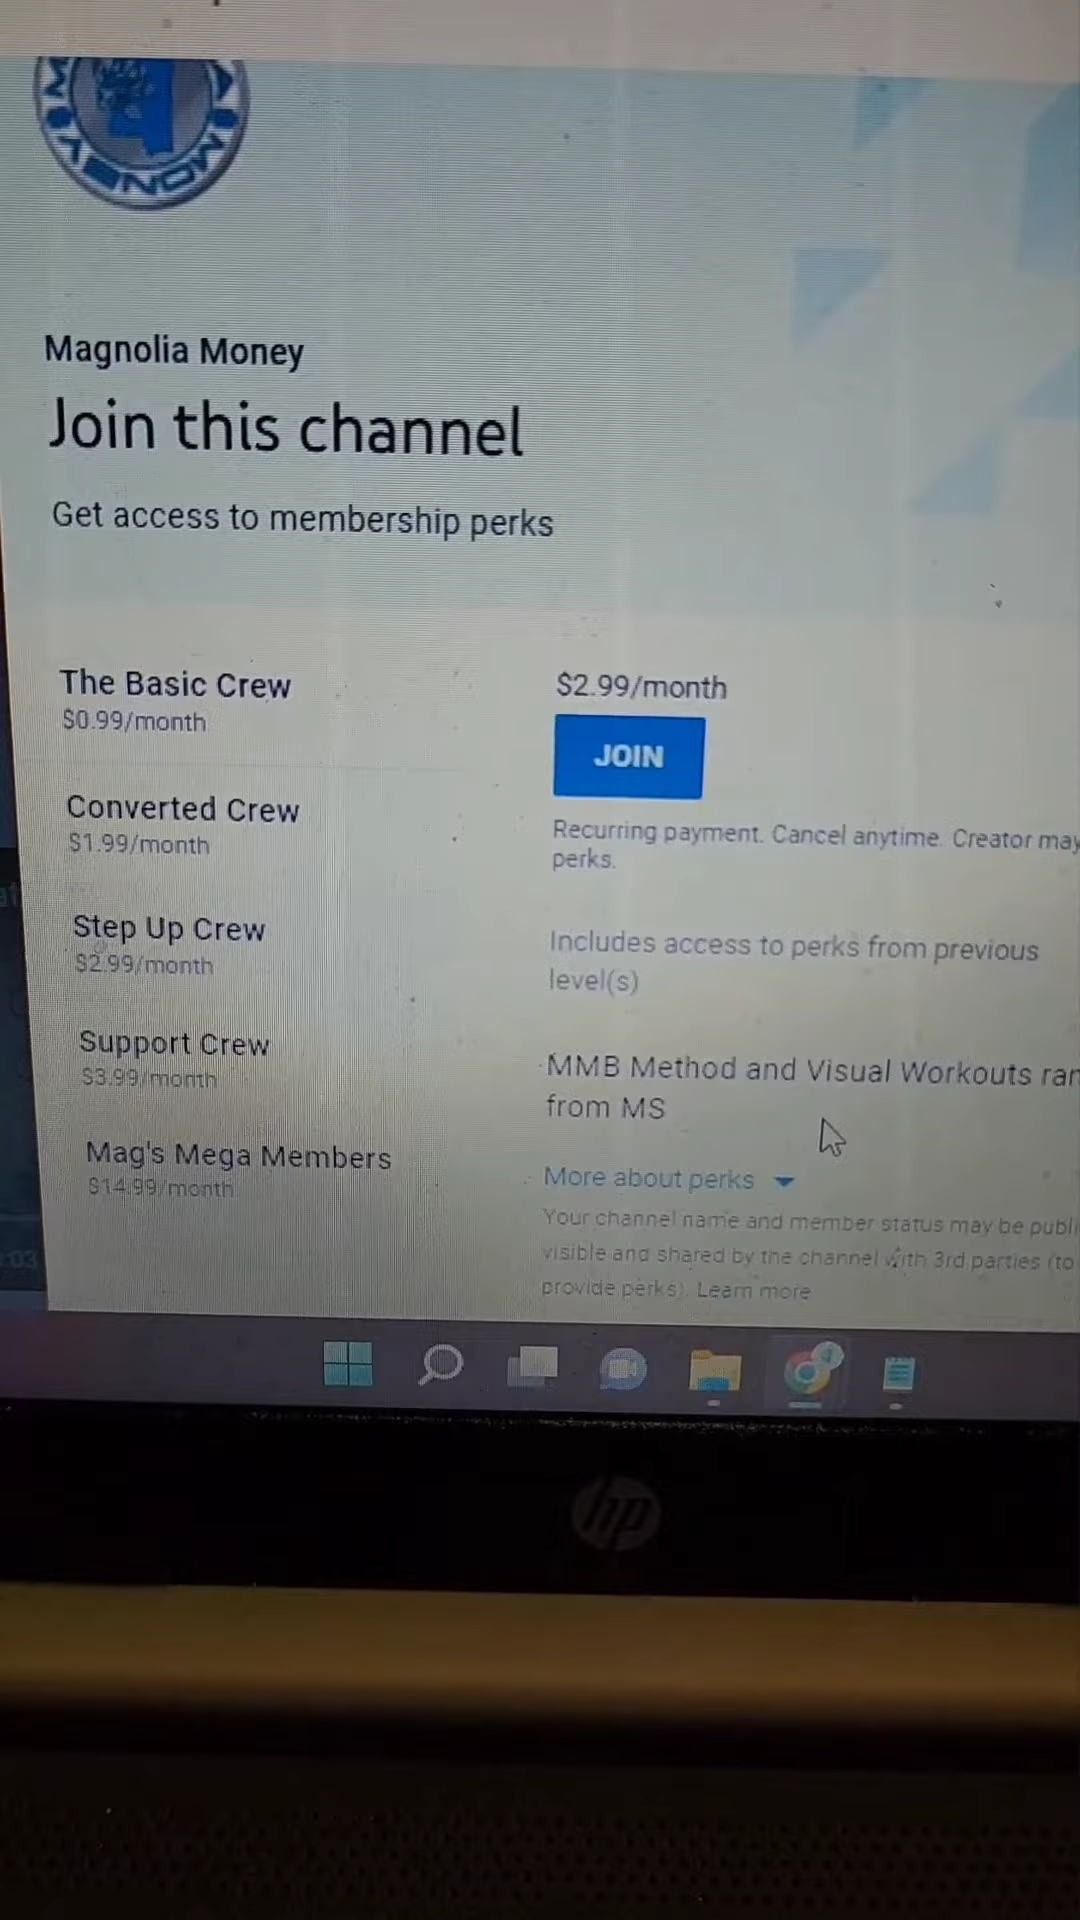 MONEY
Magnolia Money
Join this channel
Get access to membership perks
The Basic Crew
$0.99/month
Converted Crew
$1.99/month
Step Up Crew
$2.99/month
Support Crew
$3.99/month
Mag's Mega Members
$14.99/month
$2.99/month
JOIN
Recurring payment. Cancel anytime. Creator may
perks.
Includes access to perks from previous
level(s)
MMB Method and Visual Workouts ran
from MS
More about perks
Your channel name and member status may be publi
visible and shared by the channel with 3rd parties (to
provide perks). Learn more
:03
4
hp